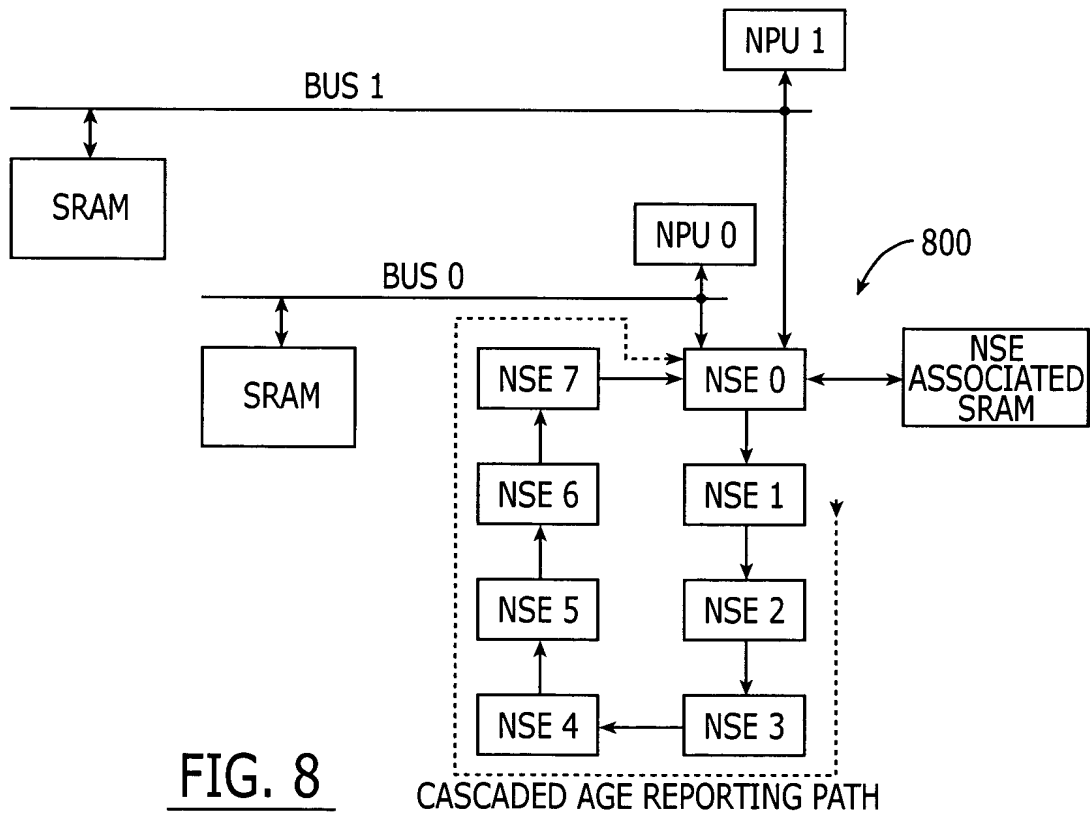 NPU 1
BUS 1
SRAM
NPU 0
BUS 0
800
SRAM
NSE 7
NSE 0
NSE
ASSOCIATED
SRAM
NSE 6
NSE 1
NSE 5
NSE 2
NSE 4
NSE 3
FIG. 8
CASCADED AGE REPORTING PATH